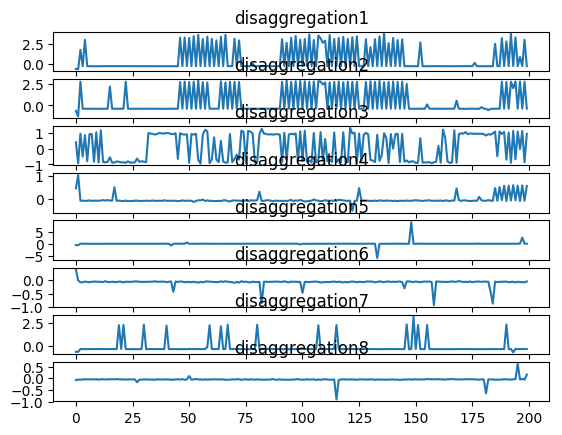 disaggregation1
2.5
0.0
disaggregation2
2.5
0.0
disaggregation3
1
0
−1
disaggregation4
1
0
disaggregation5
5
0
−5
disaggregation6
0.0
−0.5
−1.0
disaggregation7
2.5
0.0
disaggregation8
0.5
0.0
−0.5
−1.0
0 25 50 75 100 125 150 175 200